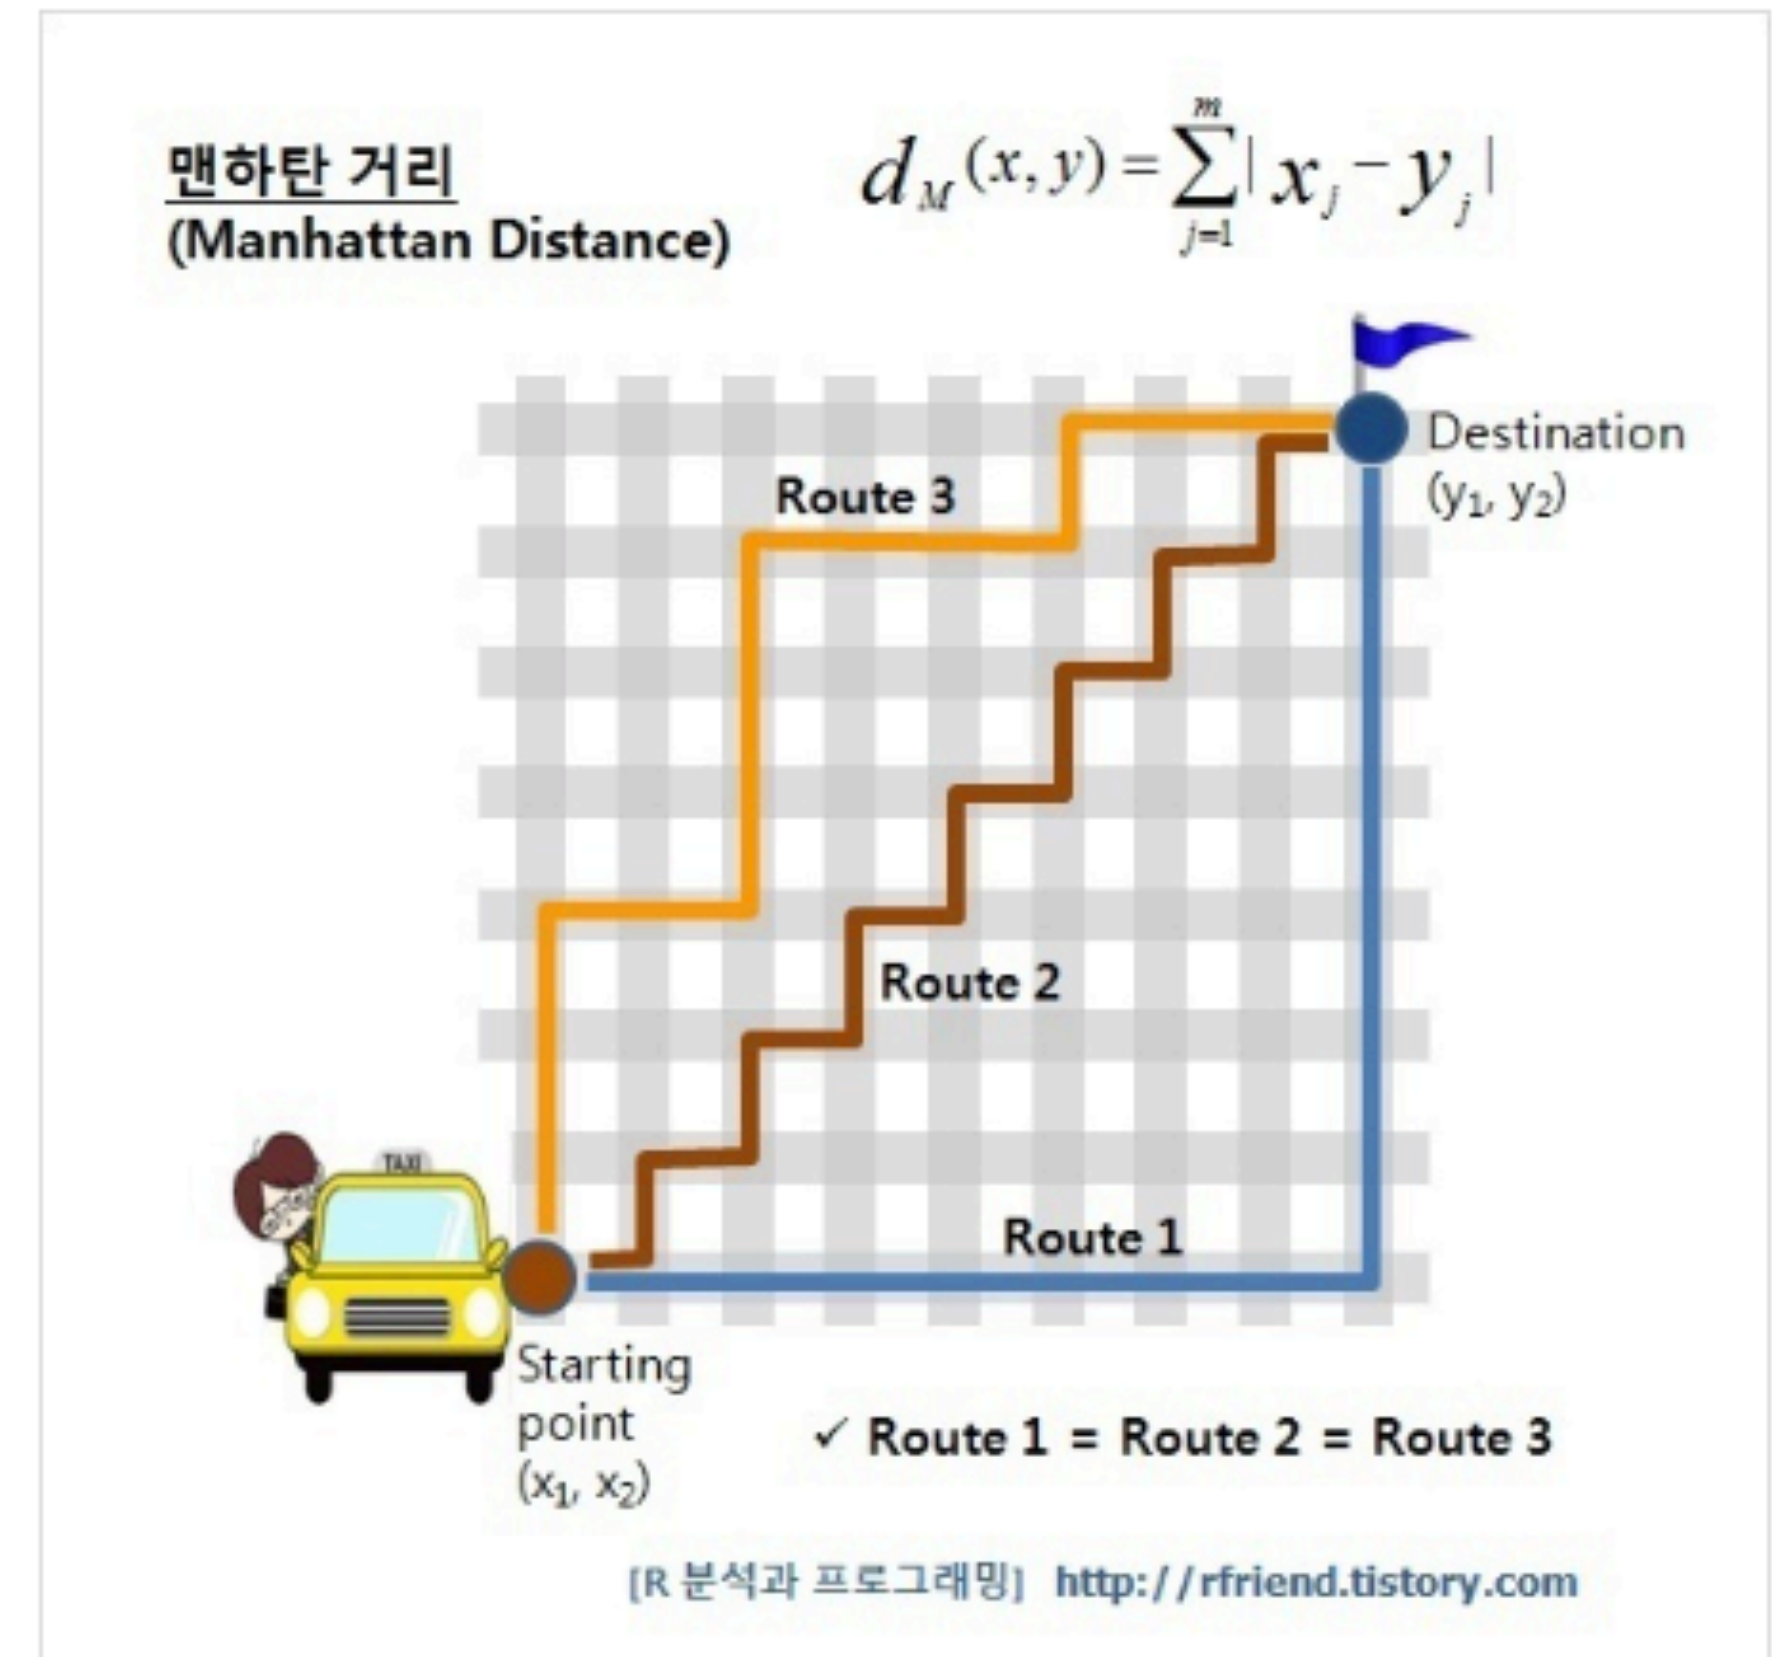 맨하탄 거리
(Manhattan Distance)
d_M(x, y) = ∑_{j=1}^{m} | x_j − y_j |
Destination
(y₁, y₂)
Route 3
Route 2
TAXI
Route 1
Starting
point
(x₁, x₂)
✓ Route 1 = Route 2 = Route 3
[R 분석과 프로그래밍] http://rfriend.tistory.com